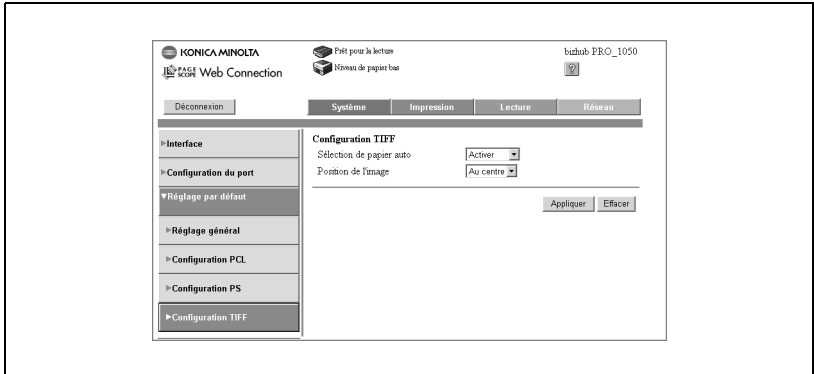 KONICA MINOLTA
PAGE SCOPE Web Connection
Prêt pour la lecture
Niveau de papier bas
bizhub PRO_1050
?
Déconnexion
Système
Impression
Lecture
Réseau
Interface
Configuration du port
Réglage par défaut
Réglage général
Configuration PCL
Configuration PS
Configuration TIFF
Configuration TIFF
Sélection de papier auto
Activer
Position de l'image
Au centre
Appliquer
Effacer